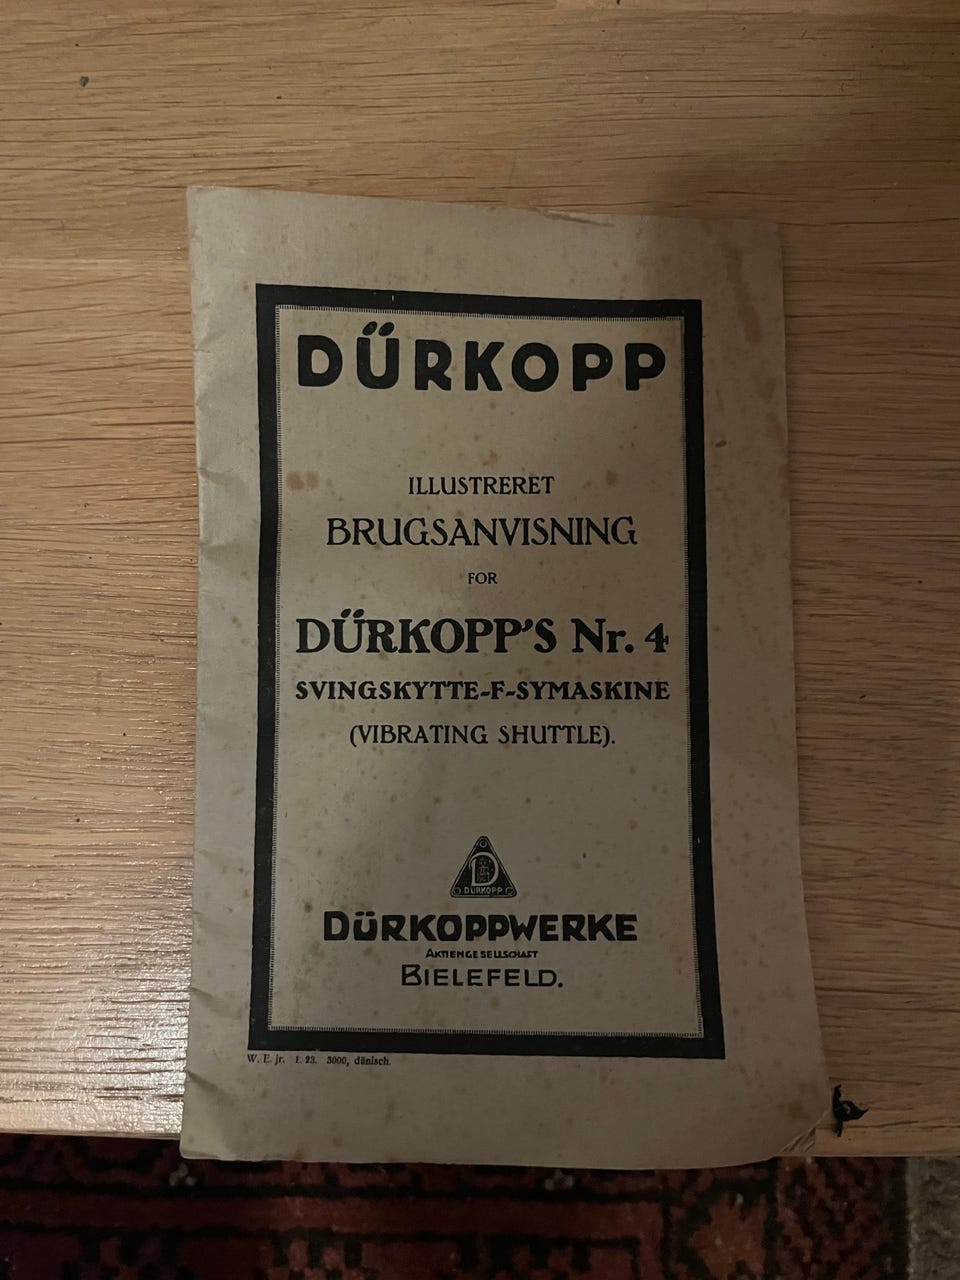 DÜRKOPP
ILLUSTRERET
BRUGSANVISNING
FOR
DÜRKOPP'S Nr. 4
SVINGSKYTTE-F-SYMASKINE
(VIBRATING SHUTTLE).
D
DÜRKOPP
DÜRKOPPWERKE
AKTIENGESELLSCHAFT
BIELEFELD.
W. E. jr. 1. 23. 3000, dänisch.